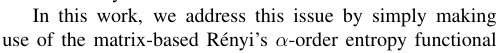 In this work, we address this issue by simply making
use of the matrix-based Rényi's α-order entropy functional